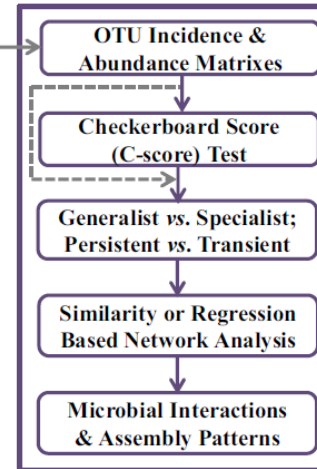 OTU Incidence &
Abundance Matrixes
Checkerboard Score
(C-score) Test
Generalist vs. Specialist;
Persistent vs. Transient
Similarity or Regression
Based Network Analysis
Microbial Interactions
& Assembly Patterns